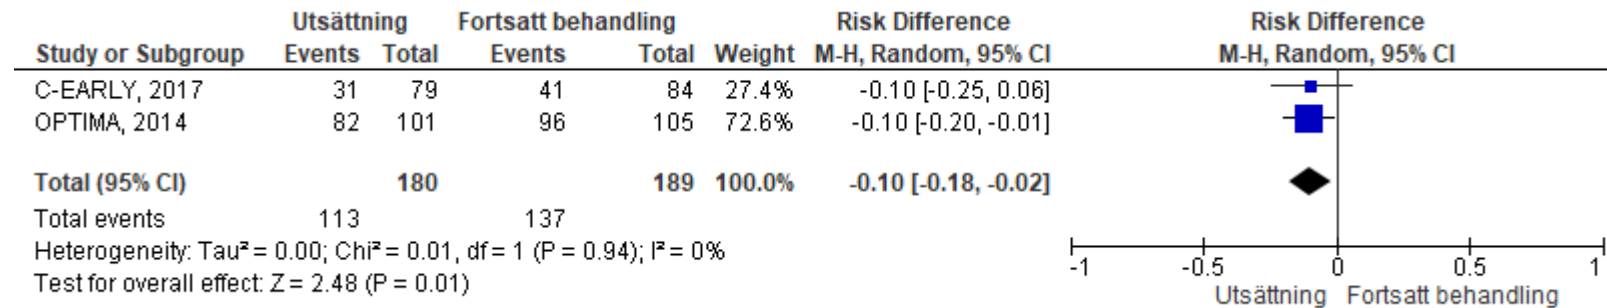 Utsättning Fortsatt behandling Risk Difference Risk Difference
Study or Subgroup Events Total Events Total Weight M-H, Random, 95% CI M-H, Random, 95% CI
C-EARLY, 2017 31 79 41 84 27.4% -0.10 [-0.25, 0.06]
OPTIMA, 2014 82 101 96 105 72.6% -0.10 [-0.20, -0.01]
Total (95% CI) 180 189 100.0% -0.10 [-0.18, -0.02]
Total events 113 137
Heterogeneity: Tau² = 0.00; Chi² = 0.01, df = 1 (P = 0.94); I² = 0%
Test for overall effect: Z = 2.48 (P = 0.01)
-1 -0.5 0 0.5 1
Utsättning Fortsatt behandling